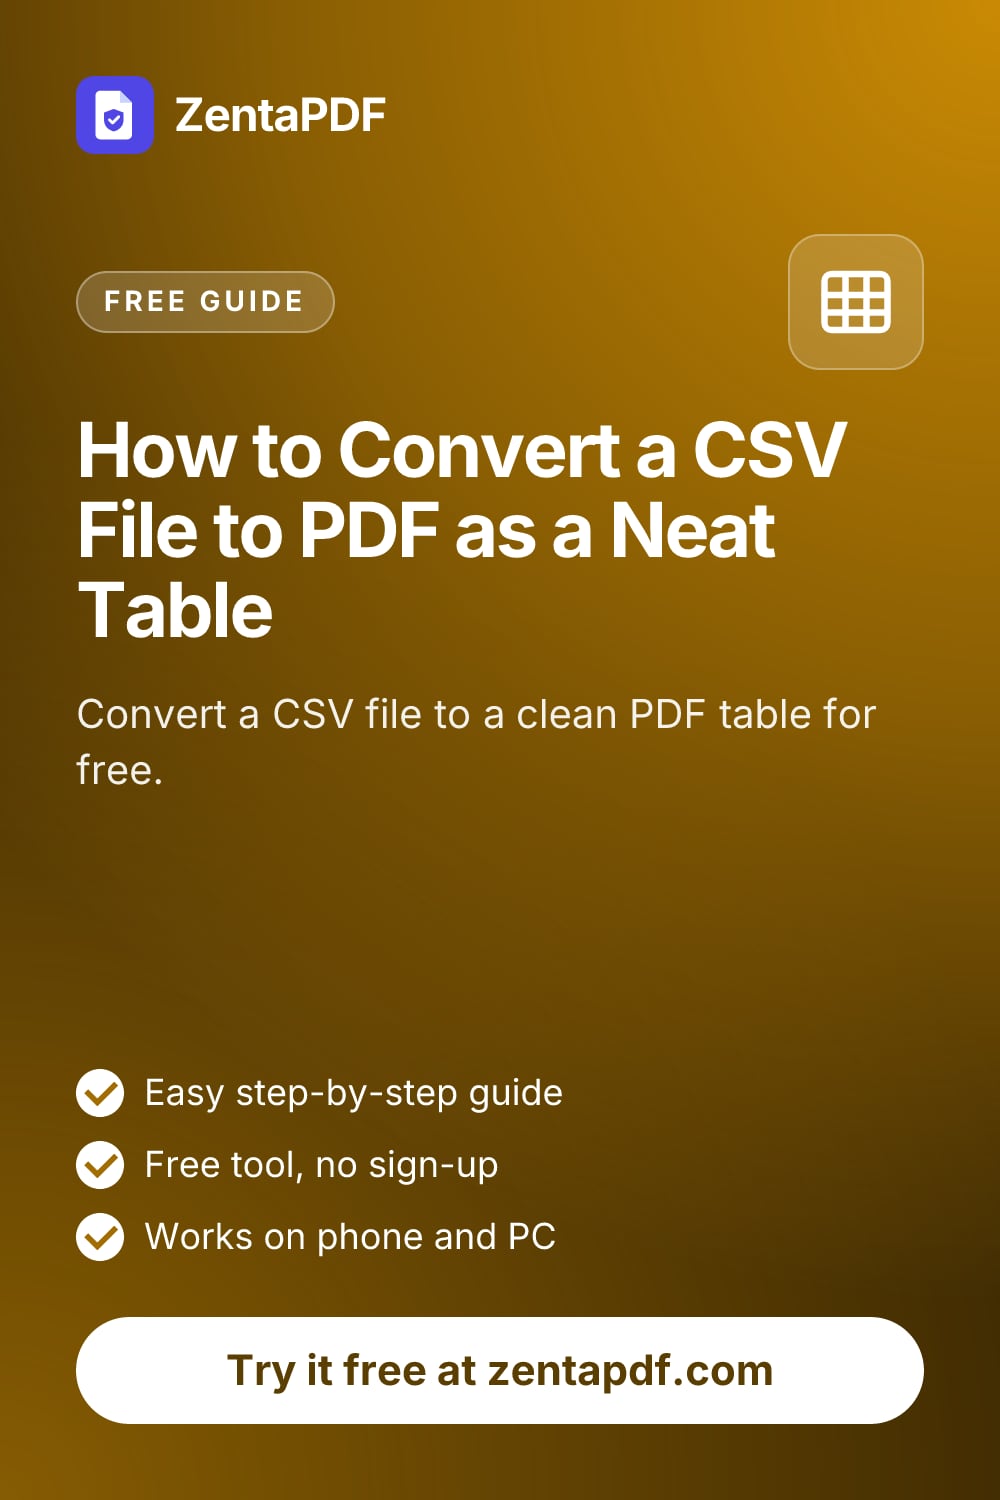 ZentaPDF
FREE GUIDE
How to Convert a CSV
File to PDF as a Neat
Table
Convert a CSV file to a clean PDF table for
free.
Easy step-by-step guide
Free tool, no sign-up
Works on phone and PC
Try it free at zentapdf.com